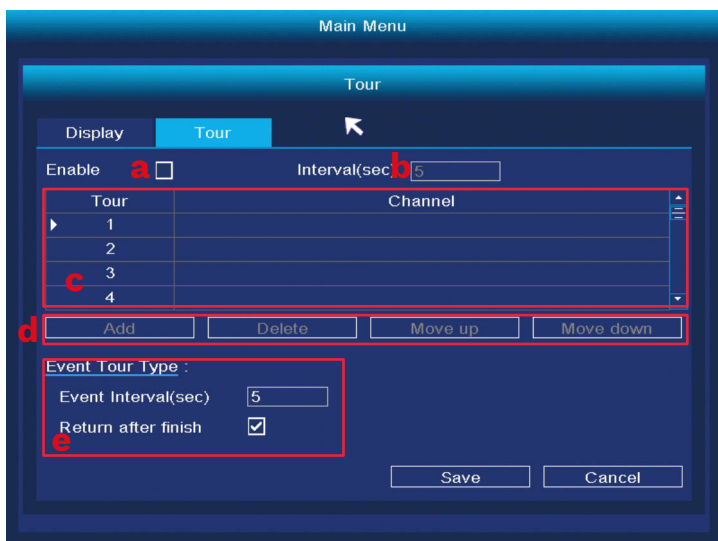 Main Menu
Tour
Display Tour
Enable a Interval(sec) b 5
Tour Channel
1
2
3
c
4
d Add Delete Move up Move down
Event Tour Type :
Event Interval(sec) 5
Return after finish
e
Save Cancel